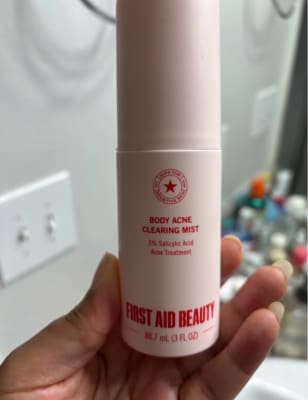 BODY ACNE
CLEARING MIST
2% Salicylic Acid
Acne Treatment
FIRST AID BEAUTY
88.7 mL (3 FL OZ)